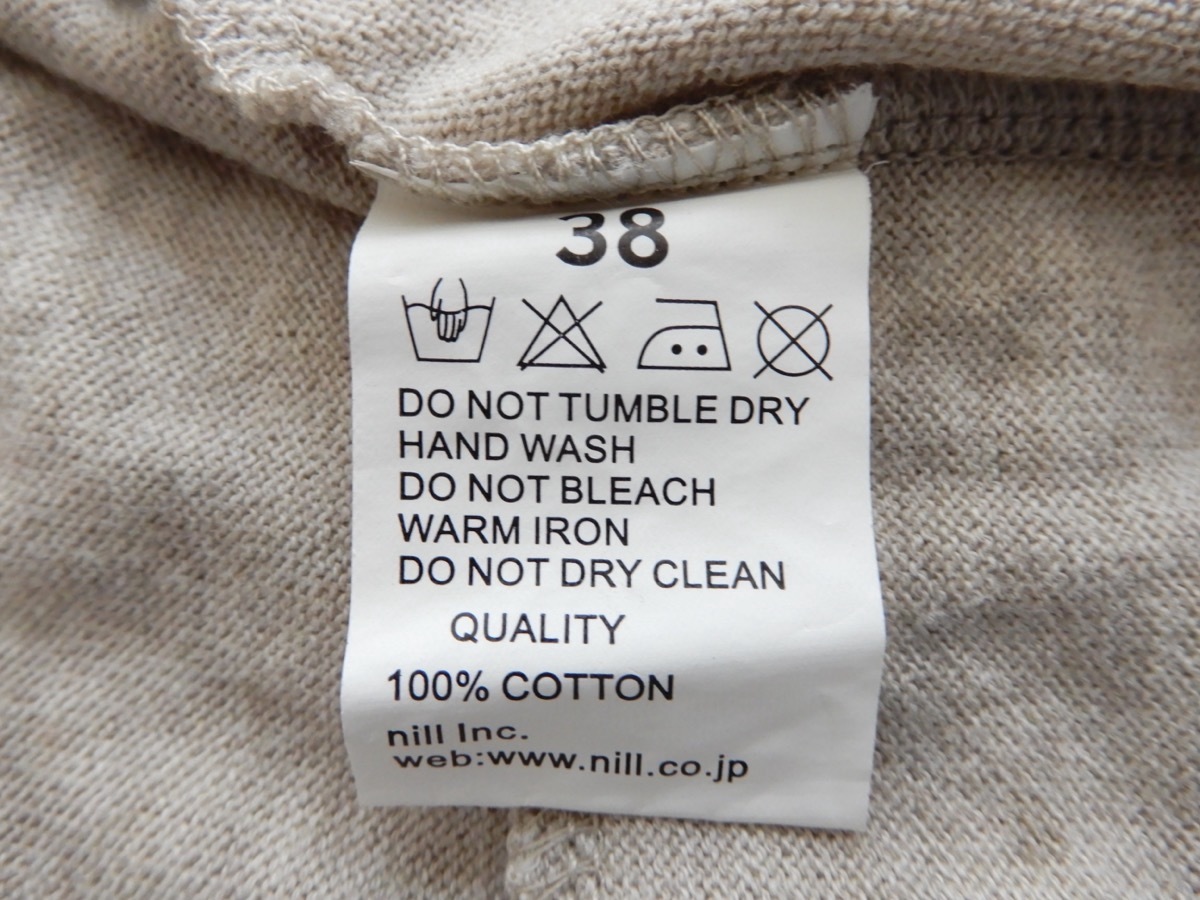 38
DO NOT TUMBLE DRY
HAND WASH
DO NOT BLEACH
WARM IRON
DO NOT DRY CLEAN
QUALITY
100% COTTON
nill Inc.
web:www.nill.co.jp